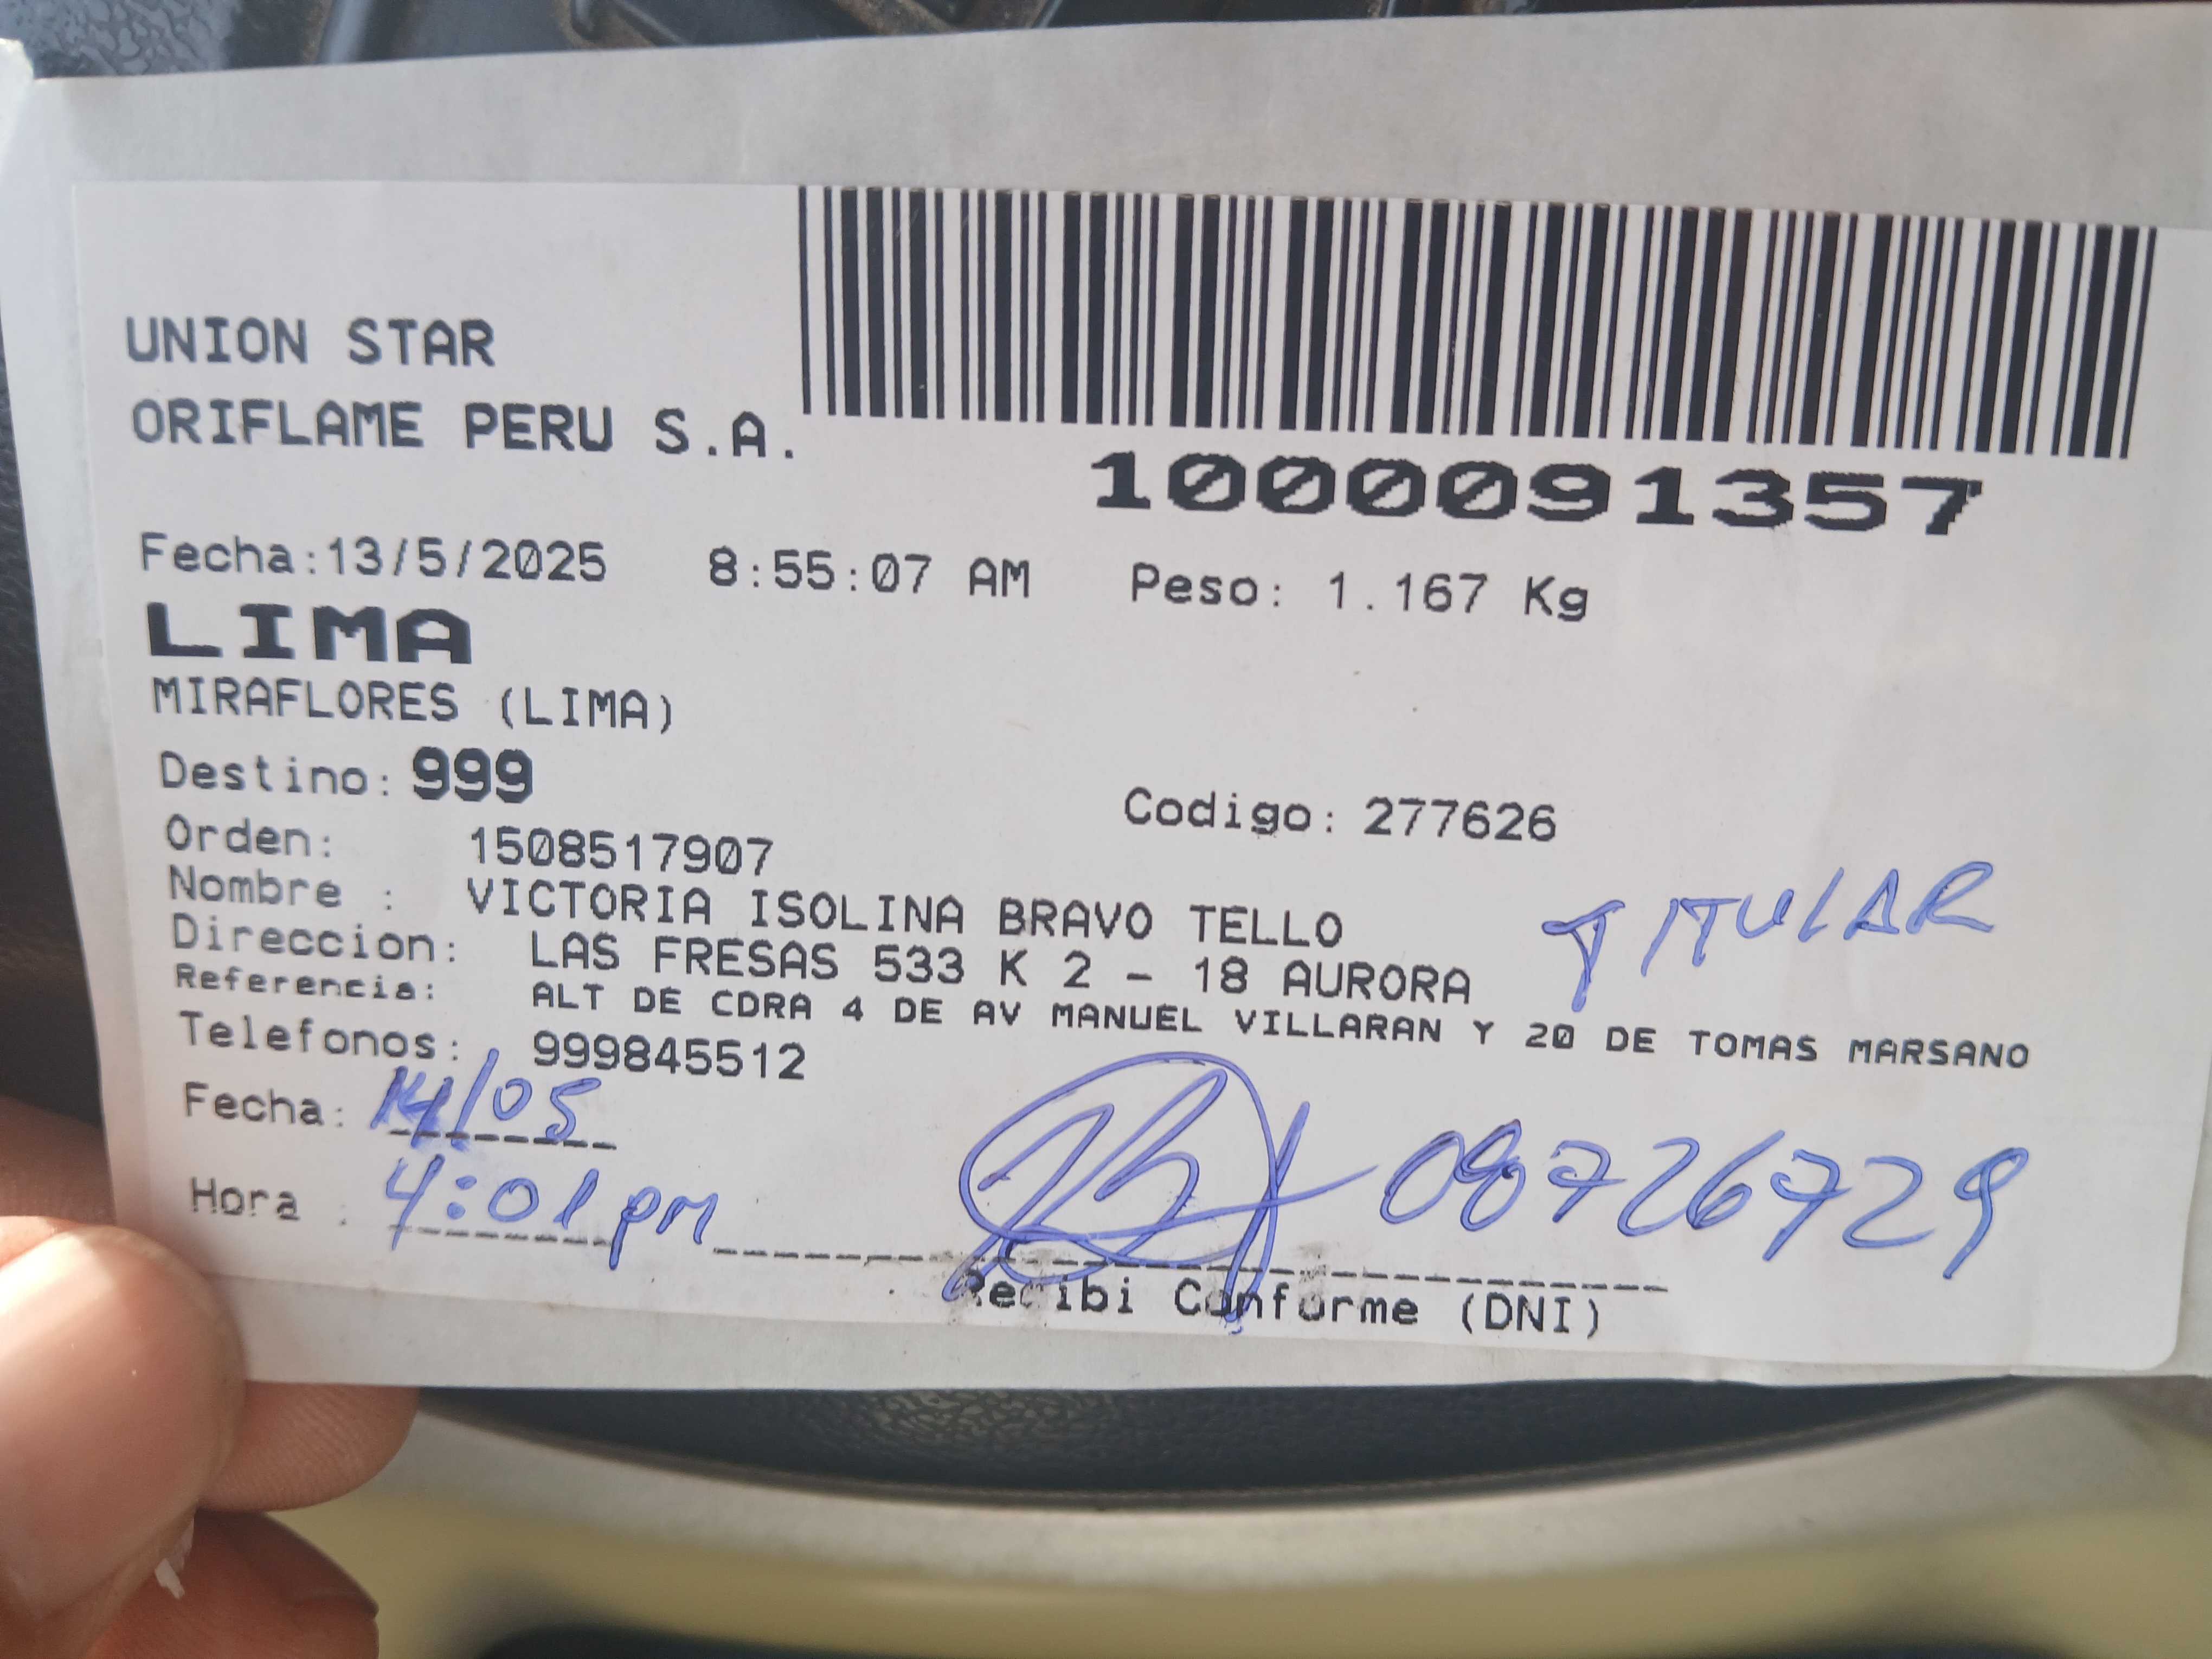 UNION STAR
ORIFLAME PERU S.A.
1000091357
Fecha:13/5/2025 8:55:07 AM Peso: 1.167 Kg
LIMA
MIRAFLORES (LIMA)
Destino: 999
Codigo: 277626
Orden: 1508517907
Nombre : VICTORIA ISOLINA BRAVO TELLO
TITULAR
Direccion: LAS FRESAS 533 K 2 - 18 AURORA
Referencia: ALT DE CDRA 4 DE AV MANUEL VILLARAN Y 20 DE TOMAS MARSANO
Telefonos: 999845512
Fecha: 14/05
08726729
Hora : 4:01 pm
Recibi Conforme (DNI)